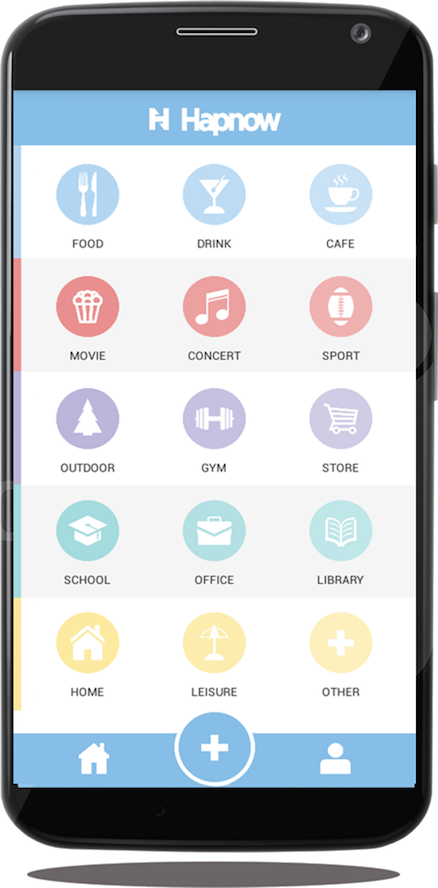 Hapnow
FOOD DRINK CAFE
MOVIE CONCERT SPORT
OUTDOOR GYM STORE
SCHOOL OFFICE LIBRARY
HOME LEISURE OTHER